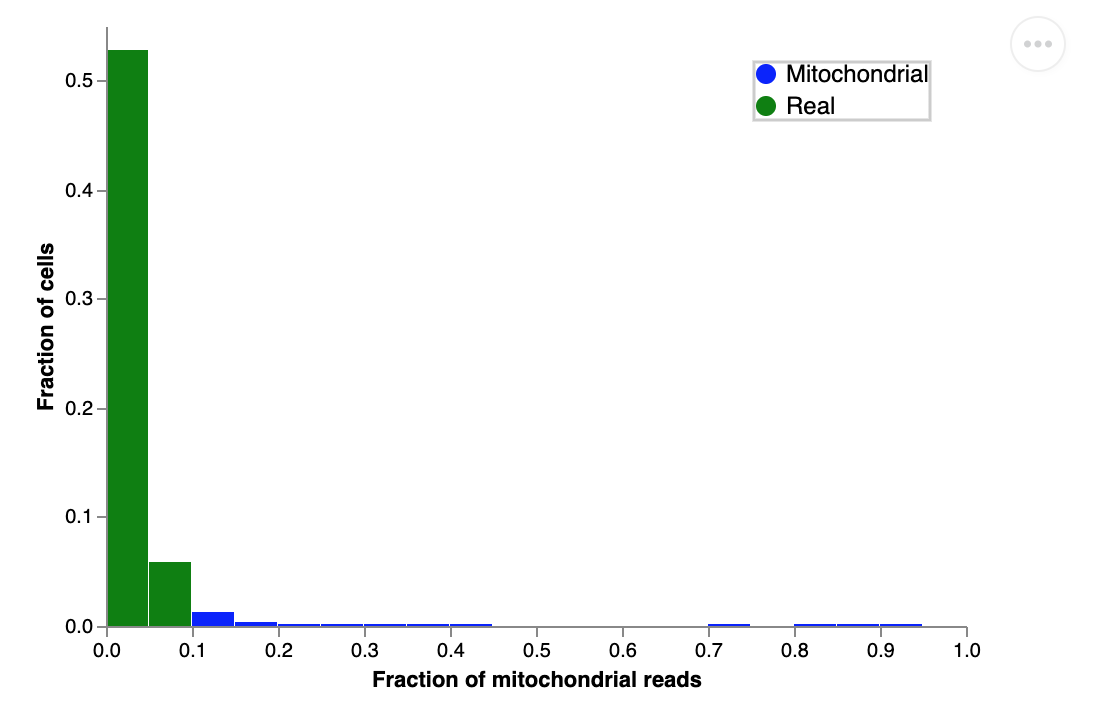 Mitochondrial
Real
0.5
0.4
0.3
0.2
0.1
0.0
Fraction of cells
0.0 0.1 0.2 0.3 0.4 0.5 0.6 0.7 0.8 0.9 1.0
Fraction of mitochondrial reads